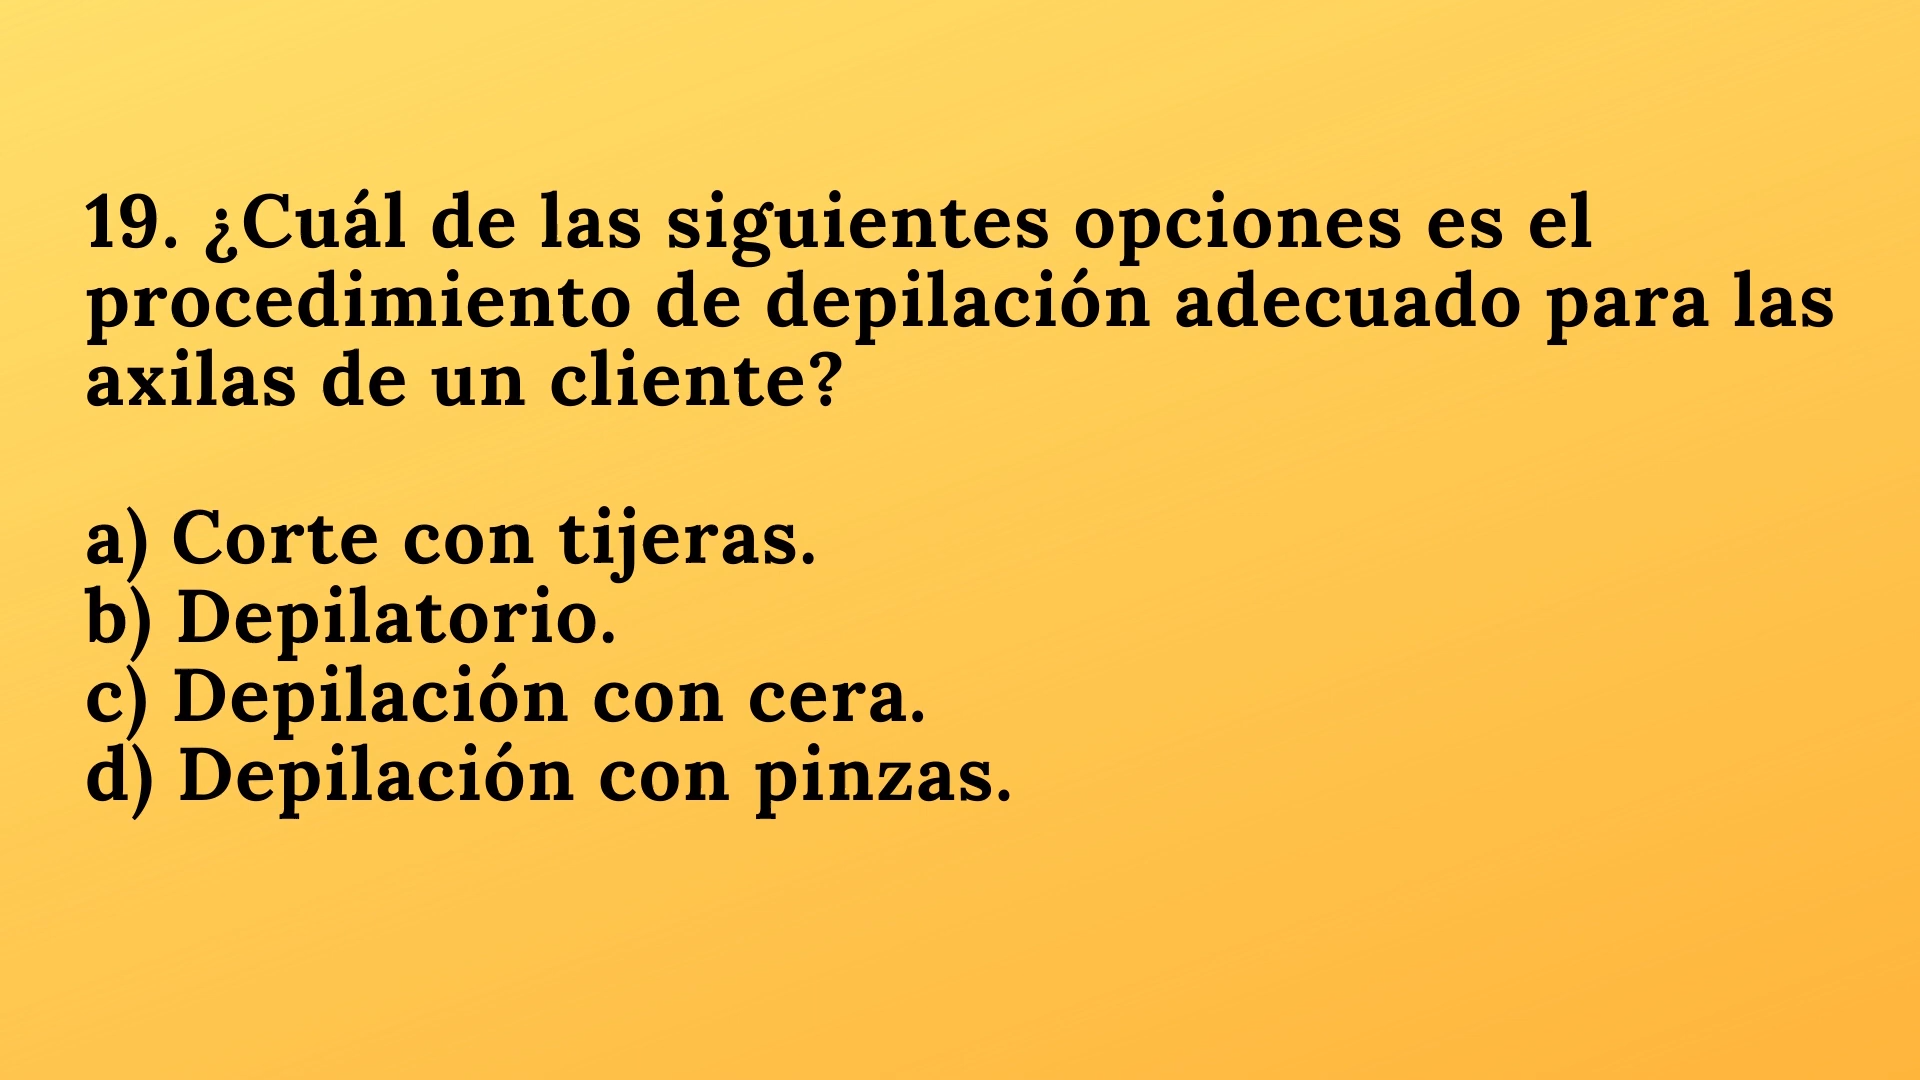 19. ¿Cuál de las siguientes opciones es el
procedimiento de depilación adecuado para las
axilas de un cliente?
a) Corte con tijeras.
b) Depilatorio.
c) Depilación con cera.
d) Depilación con pinzas.